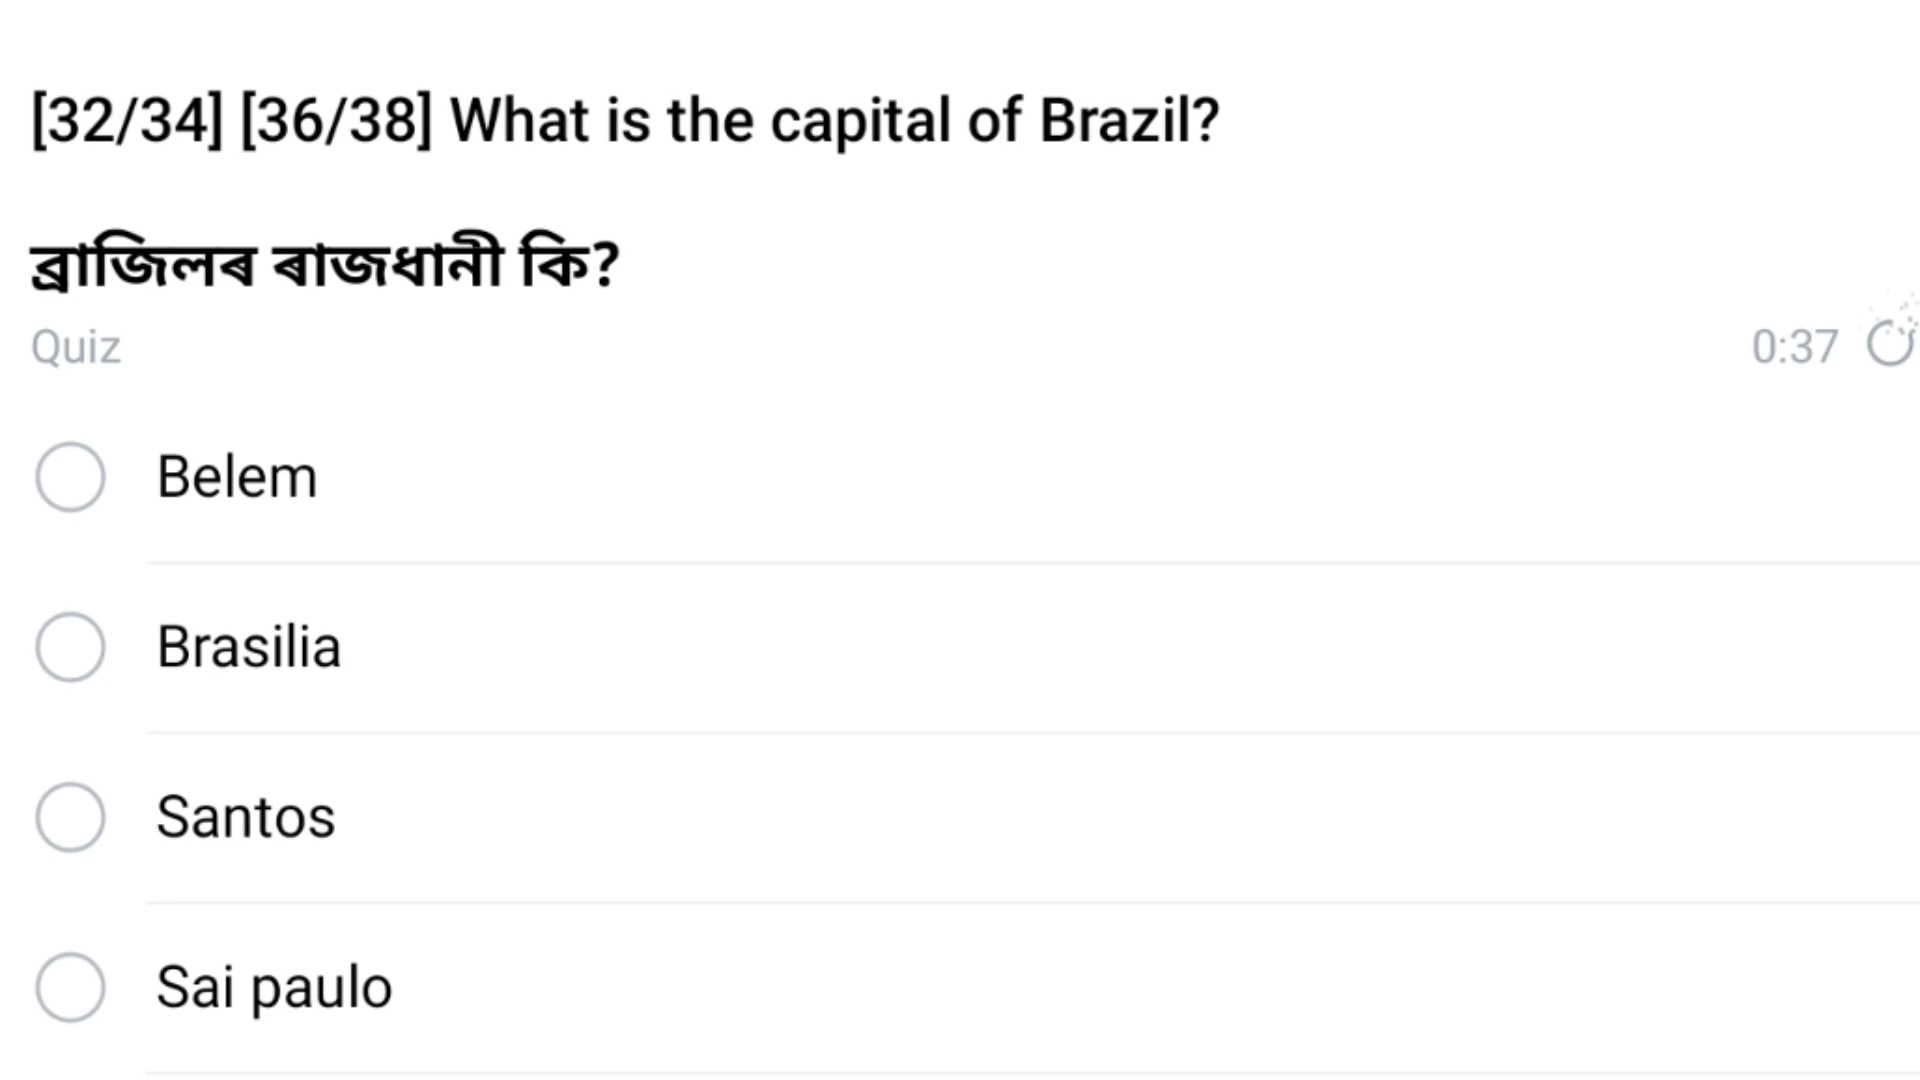 [32/34] [36/38] What is the capital of Brazil?
ব্ৰাজিলৰ ৰাজধানী কি?
Quiz
0:37
Belem
Brasilia
Santos
Sai paulo